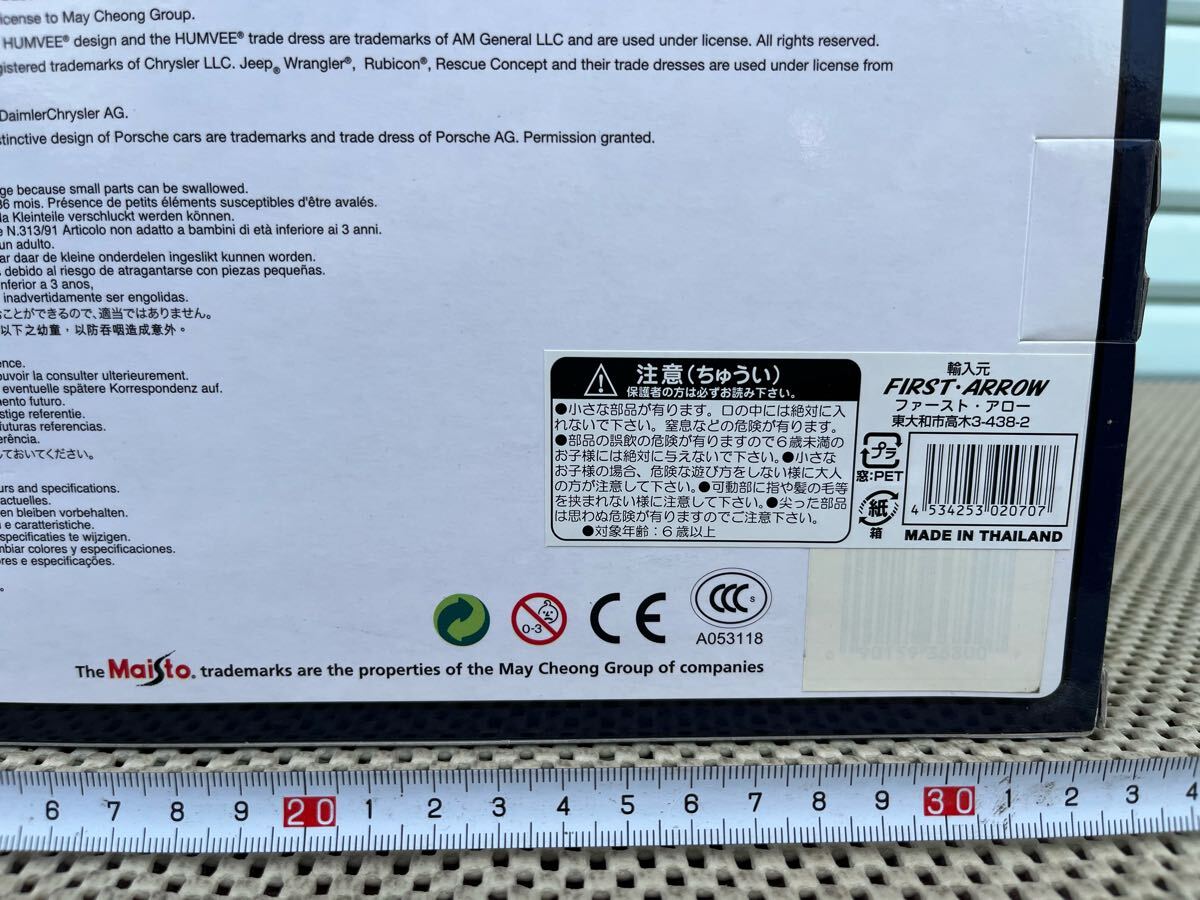 license to May Cheong Group.
HUMVEE® design and the HUMVEE® trade dress are trademarks of AM General LLC and are used under license. All rights reserved.
gistered trademarks of Chrysler LLC. Jeep®, Wrangler®, Rubicon®, Rescue Concept and their trade dresses are used under license from
DaimlerChrysler AG.
stinctive design of Porsche cars are trademarks and trade dress of Porsche AG. Permission granted.
ge because small parts can be swallowed.
36 mois. Présence de petits éléments susceptibles d'être avalés.
da Kleinteile verschluckt werden können.
e N.313/91 Articolo non adatto a bambini di età inferiore ai 3 anni.
un adulto.
ar daar de kleine onderdelen ingeslikt kunnen worden.
s debido al riesgo de atragantarse con piezas pequeñas.
inferior a 3 anos,
inadvertidamente ser engolidas.
ことができるので、適当ではありません。
以下之幼童，以防吞咽造成意外。
ence.
ouvoir la consulter ulterieurement.
eventuelle spätere Korrespondenz auf.
mento futuro.
stige referentie.
futuras referencias.
erência.
しておいてください。
urs and specifications.
actuelles.
en bleiben vorbehalten.
e caratteristiche.
specificaties te wijzigen.
mbiar colores y especificaciones.
ores e especificações.
注意(ちゅうい)
保護者の方は必ずお読み下さい。
●小さな部品が有ります。口の中には絶対に入
れないで下さい。窒息などの危険が有ります。
●部品の誤飲の危険が有りますので6歳未満の
お子様には絶対に与えないで下さい。●小さな
お子様の場合、危険な遊び方をしない様に大人
の方が注意して下さい。●可動部に指や髪の毛等
を挟まれない様に注意して下さい。●尖った部品
は思わぬ危険が有りますのでご注意下さい。
●対象年齢：6歳以上
輸入元
FIRST·ARROW
ファースト・アロー
東大和市高木3-438-2
プラ
窓:PET
紙
箱
4 534253 020707
MADE IN THAILAND
0-3
CE
CCC S
A053118
The Maisto. trademarks are the properties of the May Cheong Group of companies
6 7 8 9 20 1 2 3 4 5 6 7 8 9 30 1 2 3 4